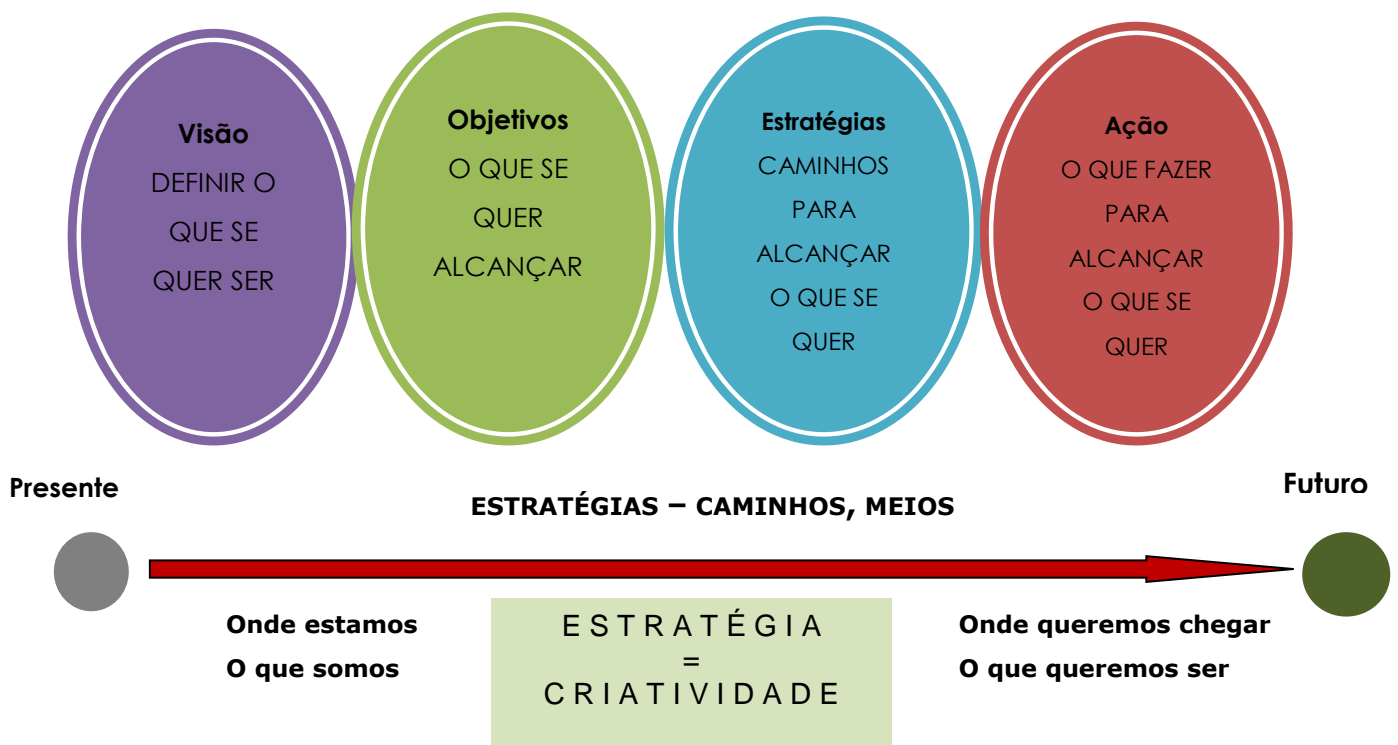 Visão
DEFINIR O
QUE SE
QUER SER
Objetivos
O QUE SE
QUER
ALCANÇAR
Estratégias
CAMINHOS
PARA
ALCANÇAR
O QUE SE
QUER
Ação
O QUE FAZER
PARA
ALCANÇAR
O QUE SE
QUER
Presente
ESTRATÉGIAS – CAMINHOS, MEIOS
Futuro
Onde estamos
O que somos
E S T R A T É G I A
=
C R I A T I V I D A D E
Onde queremos chegar
O que queremos ser